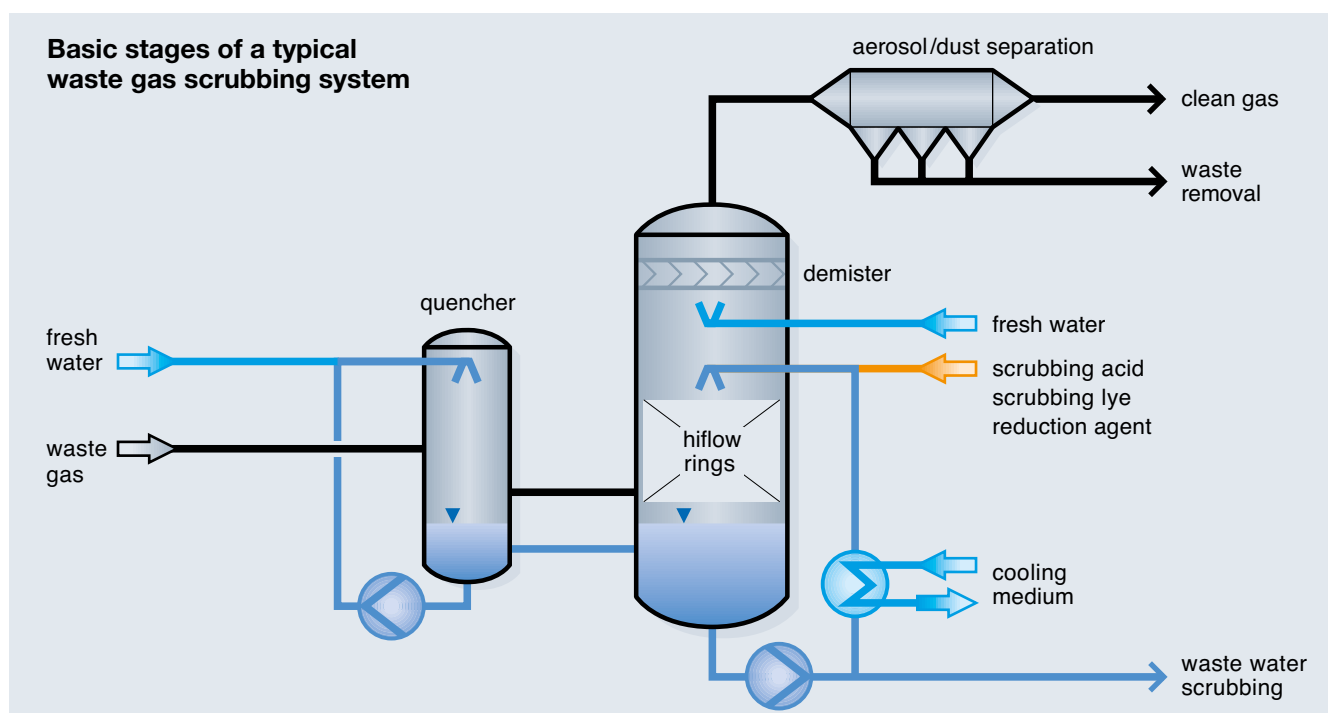 Basic stages of a typical
waste gas scrubbing system
aerosol/dust separation
clean gas
waste
removal
demister
quencher
fresh
water
fresh water
scrubbing acid
scrubbing lye
reduction agent
hiflow
rings
waste
gas
cooling
medium
waste water
scrubbing